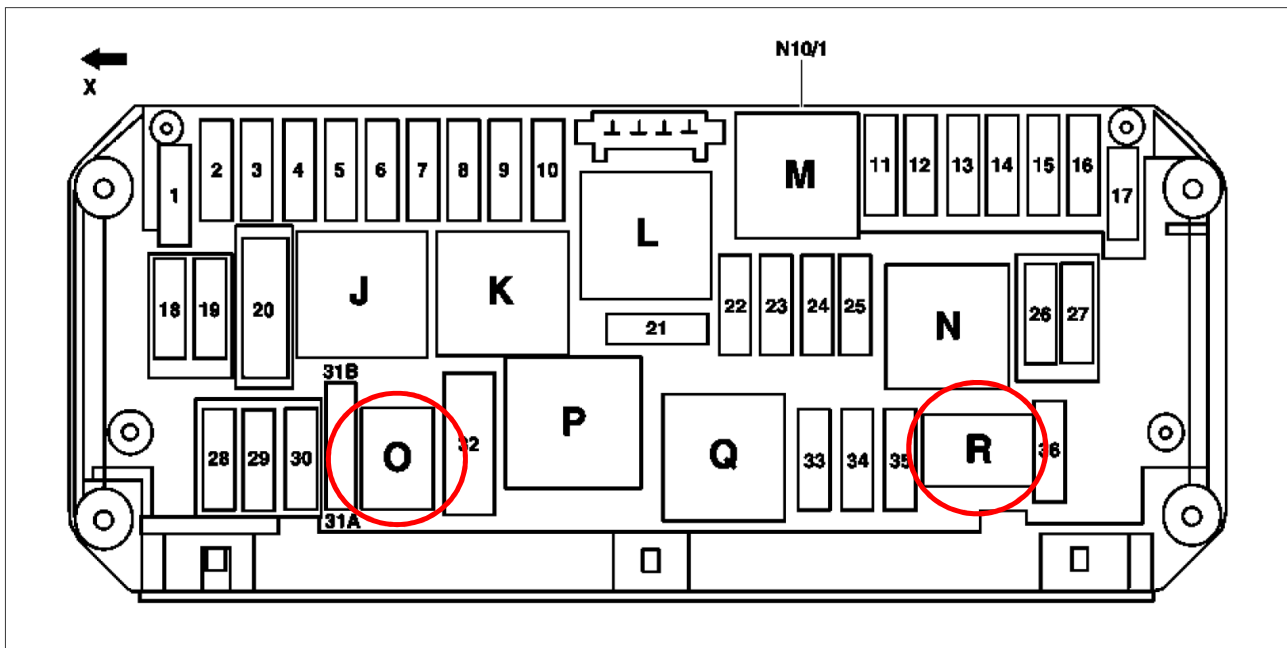 N10/1
X
1 2 3 4 5 6 7 8 9 10 M 11 12 13 14 15 16 17
L
18 19 20 J K 21 22 23 24 25 N 26 27
31B
28 29 30 O 32 P Q 33 34 35 R 36
31A